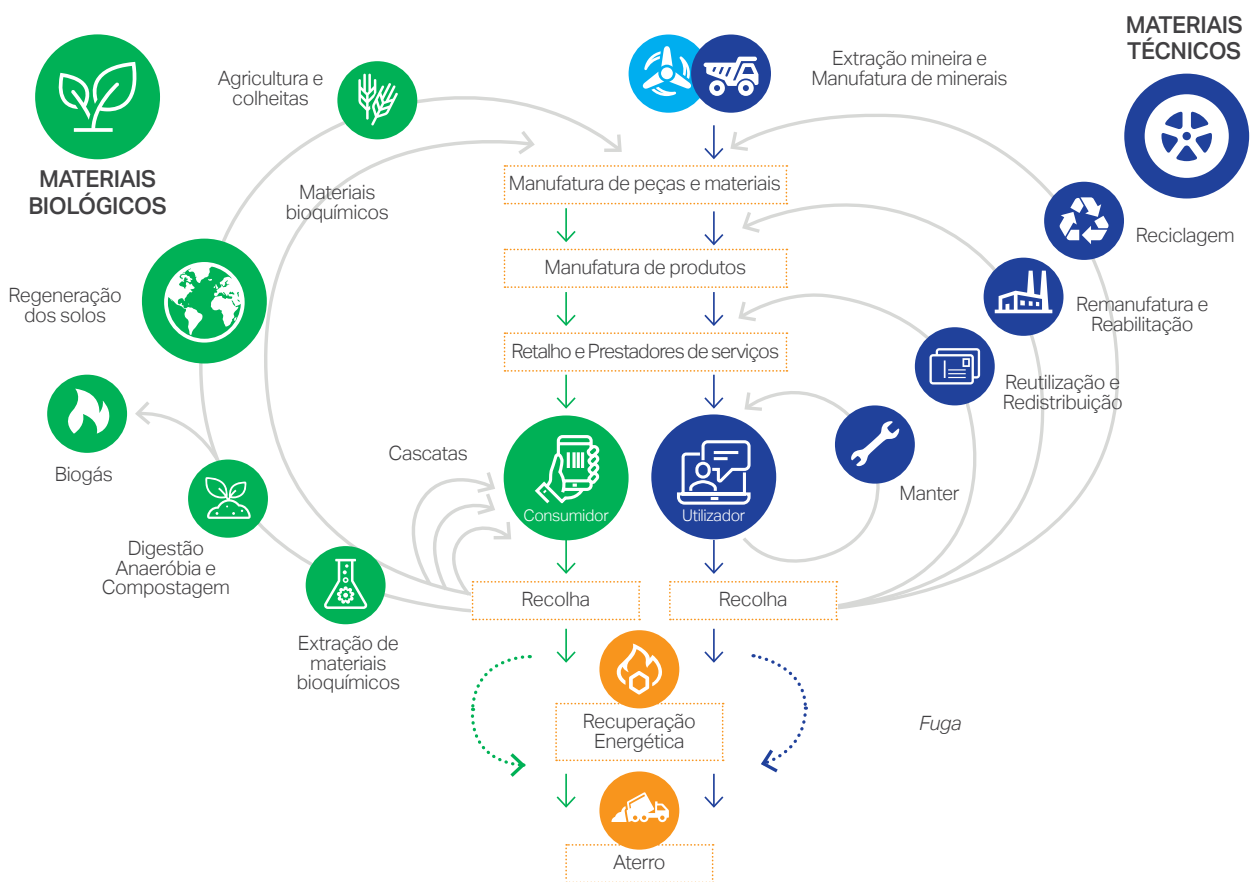 MATERIAIS
TÉCNICOS
Extração mineira e
Manufatura de minerais
Agricultura e
colheitas
MATERIAIS
BIOLÓGICOS
Manufatura de peças e materiais
Materiais
bioquímicos
Reciclagem
Manufatura de produtos
Regeneração
dos solos
Remanufatura e
Reabilitação
Retalho e Prestadores de serviços
Reutilização e
Redistribuição
Cascatas
Biogás
Manter
Consumidor
Utilizador
Digestão
Anaeróbia e
Compostagem
Recolha
Recolha
Extração de
materiais
bioquímicos
Recuperação
Energética
Fuga
Aterro